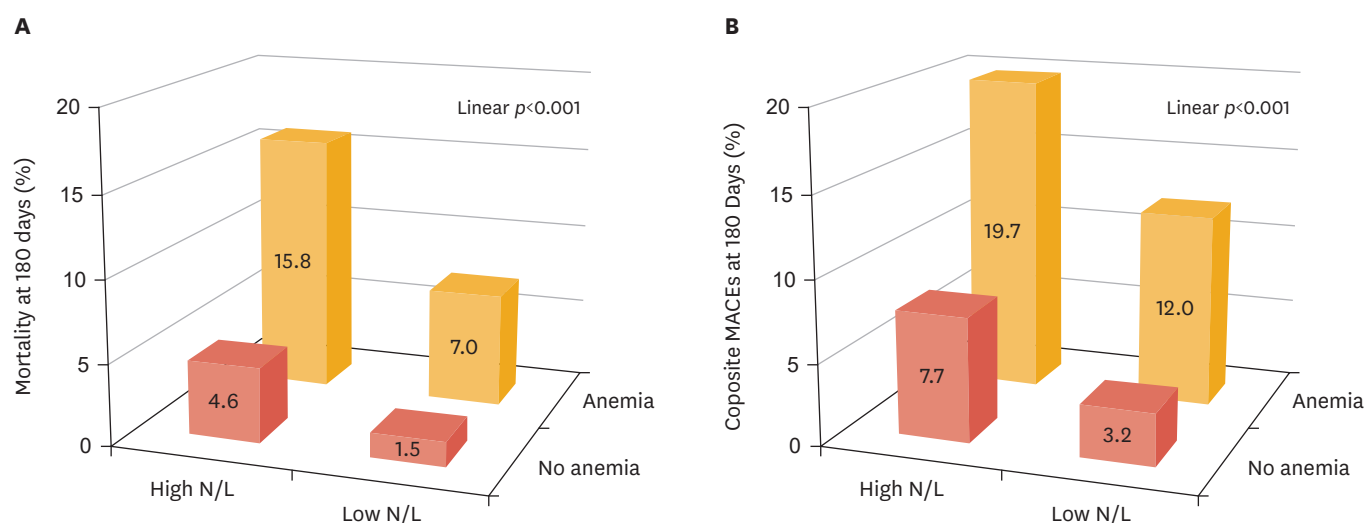 A
Mortality at 180 days (%)
20
15
10
5
0
Linear p<0.001
15.8
7.0
4.6
1.5
Anemia
No anemia
High N/L
Low N/L
B
Coposite MACEs at 180 Days (%)
20
15
10
5
0
Linear p<0.001
19.7
12.0
7.7
3.2
Anemia
No anemia
High N/L
Low N/L